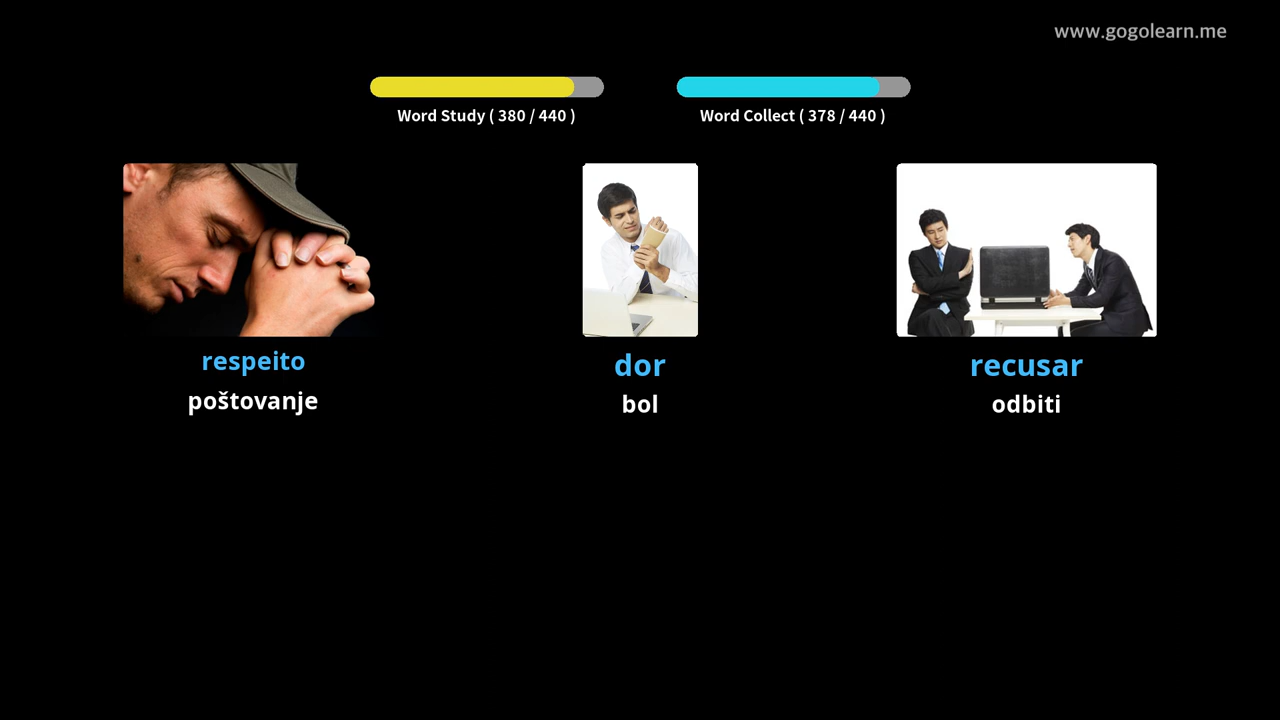 www.gogolearn.me
Word Study ( 380 / 440 )
Word Collect ( 378 / 440 )
respeito
poštovanje
dor
bol
recusar
odbiti